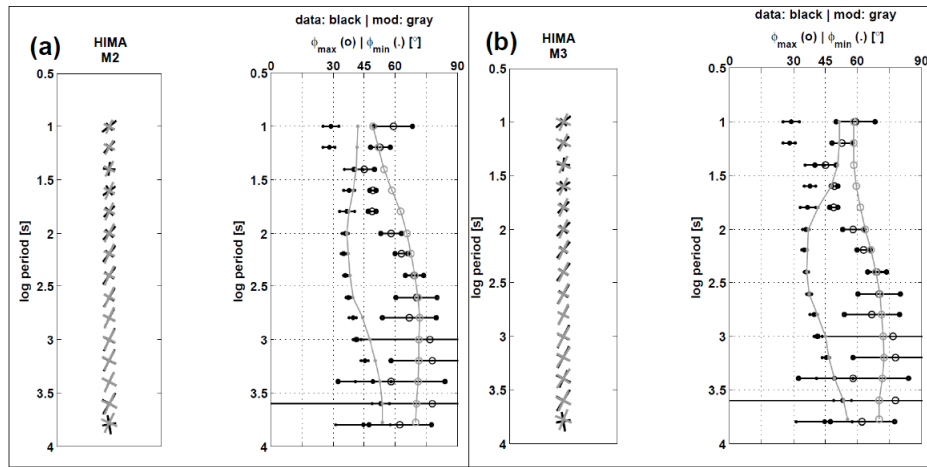 data: black | mod: gray
(a)
HIMA
M2
ϕmax (o) | ϕmin (.) [°]
0 15 30 45 60 75 90
0.5
1
1.5
2
2.5
3
3.5
4
log period [s]
0.5
1
1.5
2
2.5
3
3.5
4
log period [s]
data: black | mod: gray
(b)
HIMA
M3
ϕmax (o) | ϕmin (.) [°]
0 15 30 45 60 75 90
0.5
1
1.5
2
2.5
3
3.5
4
log period [s]
0.5
1
1.5
2
2.5
3
3.5
4
log period [s]